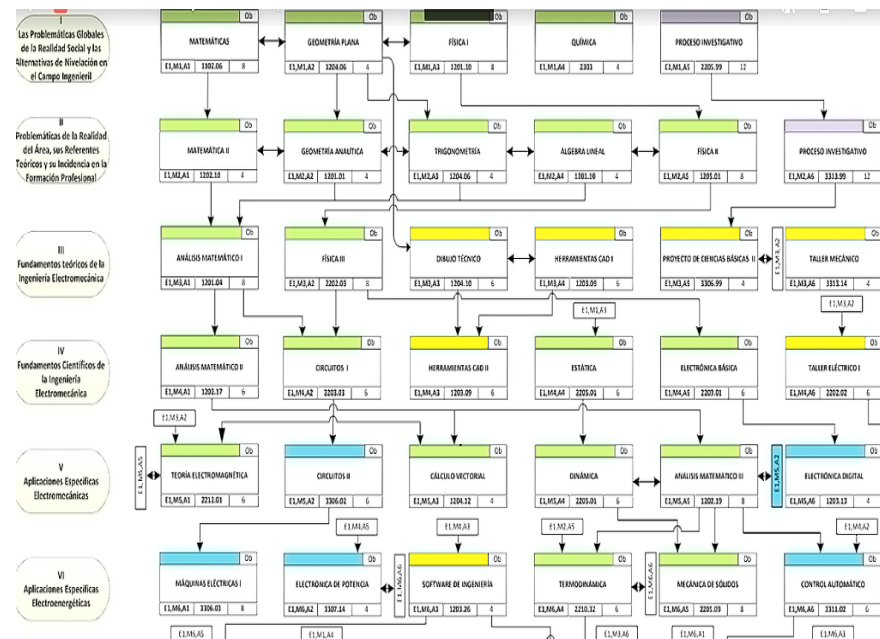 I
Las Problemáticas Globales
de la Realidad Social y las
Alternativas de Nivelación en
el Campo Ingenieril
Ob
MATEMÁTICAS
E1,M1,A1 1102.06 8
Ob
GEOMETRÍA PLANA
E1,M1,A2 1204.06 4
FÍSICA I
E1,M1,A3 1201.10 8
Ob
QUÍMICA
E1,M1,A4 2303 4
Ob
PROCESO INVESTIGATIVO
E1,M1,A5 2205.99 12
II
Problemáticas de la Realidad
del Área, sus Referentes
Teóricos y su Incidencia en la
Formación Profesional
Ob
MATEMÁTICA II
E1,M2,A1 1202.10 4
Ob
GEOMETRÍA ANALÍTICA
E1,M2,A2 1201.01 4
Ob
TRIGONOMETRÍA
E1,M2,A3 1204.06 4
Ob
ÁLGEBRA LINEAL
E1,M2,A4 1201.10 4
Ob
FÍSICA II
E1,M2,A5 1205.01 8
Ob
PROCESO INVESTIGATIVO
E1,M2,A6 3313.99 12
III
Fundamentos teóricos de la
Ingeniería Electromecánica
Ob
ANÁLISIS MATEMÁTICO I
E1,M3,A1 1201.04 8
Ob
FÍSICA III
E1,M3,A2 2202.03 8
Ob
DIBUJO TÉCNICO
E1,M3,A3 1204.10 6
Ob
HERRAMIENTAS CAD I
E1,M3,A4 1203.09 6
Ob
PROYECTO DE CIENCIAS BÁSICAS II
E1,M3,A5 3306.99 4
E1,M3,A2
Ob
TALLER MECÁNICO
E1,M3,A6 3313.14 4
E1,M1,A3
E1,M3,A2
IV
Fundamentos Científicos de
la Ingeniería
Electromecánica
Ob
ANÁLISIS MATEMÁTICO II
E1,M4,A1 1202.17 6
Ob
CIRCUITOS I
E1,M4,A2 2203.03 6
Ob
HERRAMIENTAS CAD II
E1,M4,A3 1203.09 6
Ob
ESTÁTICA
E1,M4,A4 2205.01 6
Ob
ELECTRÓNICA BÁSICA
E1,M4,A5 2203.01 6
Ob
TALLER ELÉCTRICO I
E1,M4,A6 2202.02 6
E1,M3,A2
V
Aplicaciones Específicas
Electromecánicas
E1,M5,A5
Ob
TEORÍA ELECTROMAGNÉTICA
E1,M5,A1 2212.01 6
Ob
CIRCUITOS II
E1,M5,A2 3306.02 6
Ob
CÁLCULO VECTORIAL
E1,M5,A3 1204.12 4
Ob
DINÁMICA
E1,M5,A4 2205.01 6
Ob
ANÁLISIS MATEMÁTICO III
E1,M5,A5 1202.19 8
E1,M5,A2
Ob
ELECTRÓNICA DIGITAL
E1,M5,A6 1203.13 4
E1,M4,A5
E1,M4,A3
E1,M2,A5
E1,M4,A2
VI
Aplicaciones Específicas
Electroenergéticas
Ob
MÁQUINAS ELÉCTRICAS I
E1,M6,A1 3306.03 8
Ob
ELECTRÓNICA DE POTENCIA
E1,M6,A2 3307.14 4
E1,M6,A6
Ob
SOFTWARE DE INGENIERÍA
E1,M6,A3 1203.26 4
Ob
TERMODINÁMICA
E1,M6,A4 2210.32 6
E1,M6,A6
Ob
MECÁNICA DE SÓLIDOS
E1,M6,A5 2205.09 8
Ob
CONTROL AUTOMÁTICO
E1,M6,A6 3311.02 6
E1,M6,A5
E1,M1,A4
E1,M3,A6
E1,M6,A1
E1,M6,A3